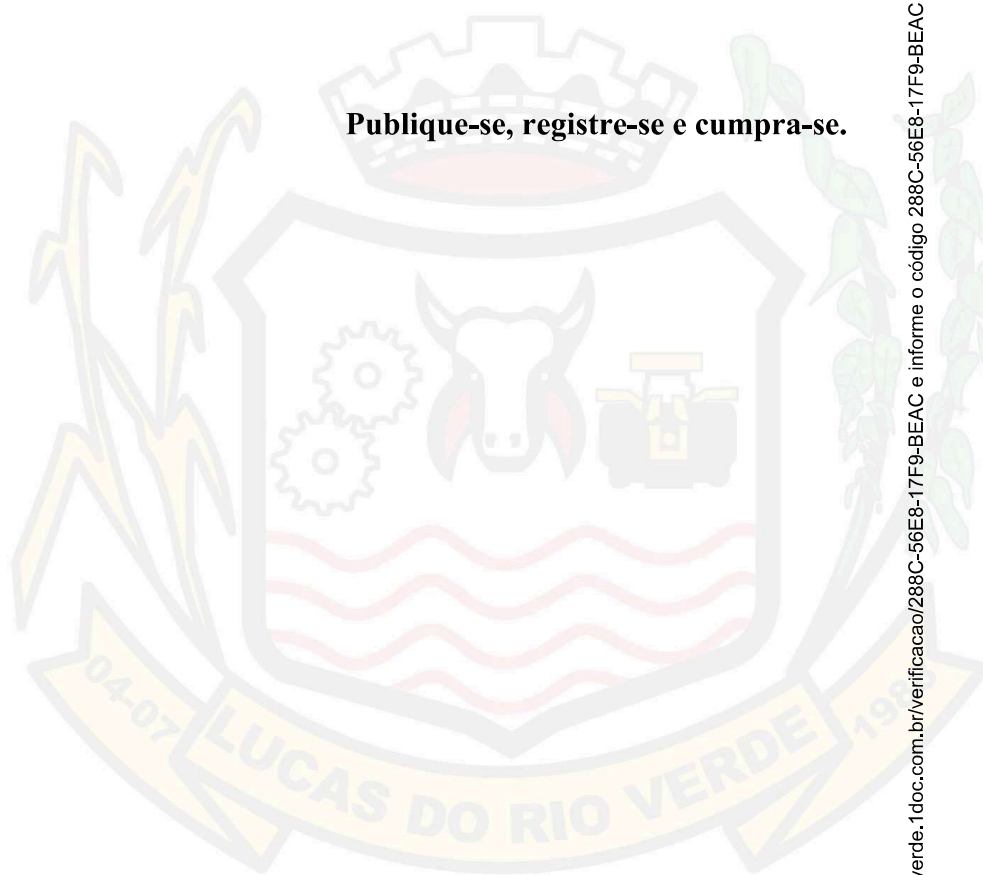 Publique-se, registre-se e cumpra-se.
04-07
LUCAS DO RIO VERDE
verde.1doc.com.br/verificacao/288C-56E8-17F9-BEAC e informe o código 288C-56E8-17F9-BEAC